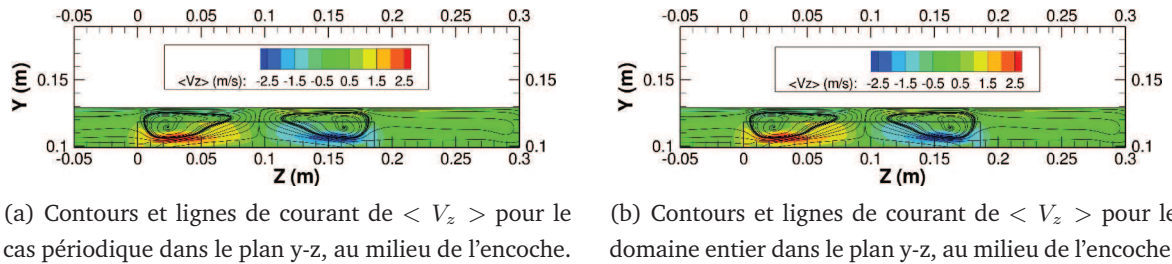 -0.05 0 0.05 0.1 0.15 0.2 0.25 0.3
<Vz> (m/s): -2.5 -1.5 -0.5 0.5 1.5 2.5
Y (m)
0.15 0.15
0.1 0.1
-0.05 0 0.05 0.1 0.15 0.2 0.25 0.3
Z (m)
(a) Contours et lignes de courant de < Vz > pour le
cas périodique dans le plan y-z, au milieu de l'encoche.
-0.05 0 0.05 0.1 0.15 0.2 0.25 0.3
<Vz> (m/s): -2.5 -1.5 -0.5 0.5 1.5 2.5
Y (m)
0.15 0.15
0.1 0.1
-0.05 0 0.05 0.1 0.15 0.2 0.25 0.3
Z (m)
(b) Contours et lignes de courant de < Vz > pour le
domaine entier dans le plan y-z, au milieu de l'encoche